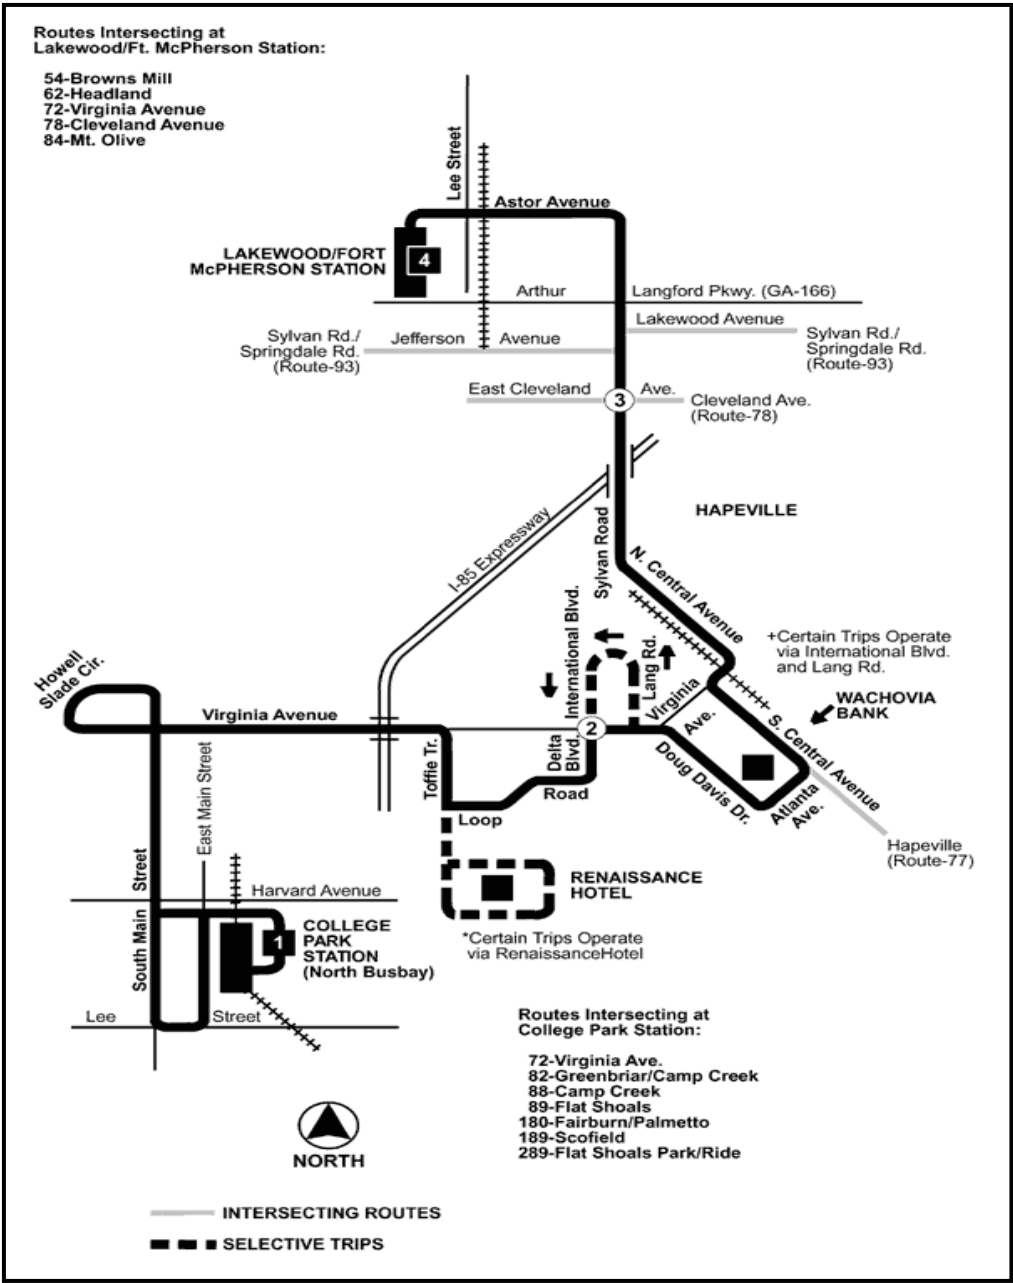 Routes Intersecting at
Lakewood/Ft. McPherson Station:
54-Browns Mill
62-Headland
72-Virginia Avenue
78-Cleveland Avenue
84-Mt. Olive
Lee Street
Astor Avenue
LAKEWOOD/FORT
McPHERSON STATION
4
Arthur
Langford Pkwy. (GA-166)
Lakewood Avenue
Sylvan Rd./
Springdale Rd.
(Route-93)
Jefferson
Avenue
Sylvan Rd./
Springdale Rd.
(Route-93)
East Cleveland
Ave.
3
Cleveland Ave.
(Route-78)
HAPEVILLE
I-85 Expressway
Sylvan Road
N. Central Avenue
International Blvd.
Lang Rd.
+Certain Trips Operate
via International Blvd.
and Lang Rd.
Howell
Slade Cir.
Virginia
Ave.
WACHOVIA
BANK
Virginia Avenue
2
S. Central Avenue
Toffie Tr.
Delta
Blvd.
Road
Loop
Doug Davis Dr.
Atlanta
Ave.
East Main Street
Hapeville
(Route-77)
South Main
Street
Harvard Avenue
RENAISSANCE
HOTEL
1
COLLEGE
PARK
STATION
(North Busbay)
*Certain Trips Operate
via RenaissanceHotel
Lee
Street
Routes Intersecting at
College Park Station:
72-Virginia Ave.
82-Greenbriar/Camp Creek
88-Camp Creek
89-Flat Shoals
180-Fairburn/Palmetto
189-Scofield
289-Flat Shoals Park/Ride
NORTH
INTERSECTING ROUTES
SELECTIVE TRIPS